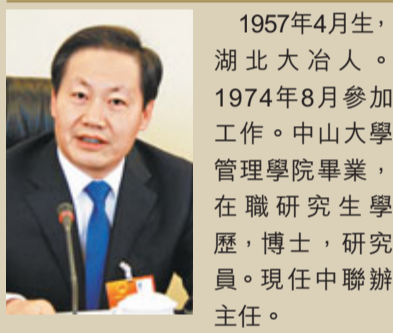 1957年4月生，
湖北大冶人。
1974年8月參加
工作。中山大學
管理學院畢業，
在職研究生學
歷，博士，研究
員。現任中聯辦
主任。